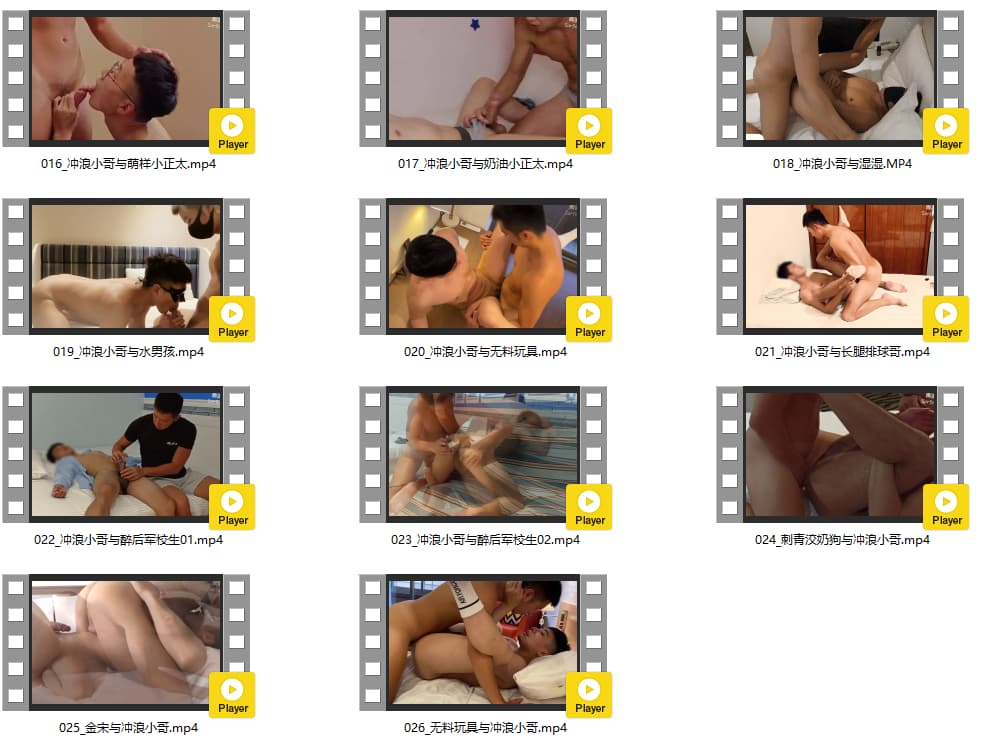 Player Player Player
016_冲浪小哥与萌样小正太.mp4 017_冲浪小哥与奶油小正太.mp4 018_冲浪小哥与湿湿.MP4
Player Player Player
019_冲浪小哥与水男孩.mp4 020_冲浪小哥与无料玩具.mp4 021_冲浪小哥与长腿排球哥.mp4
Player Player Player
022_冲浪小哥与醉后军校生01.mp4 023_冲浪小哥与醉后军校生02.mp4 024_刺青洨奶狗与冲浪小哥.mp4
Player Player
025_金宋与冲浪小哥.mp4 026_无料玩具与冲浪小哥.mp4